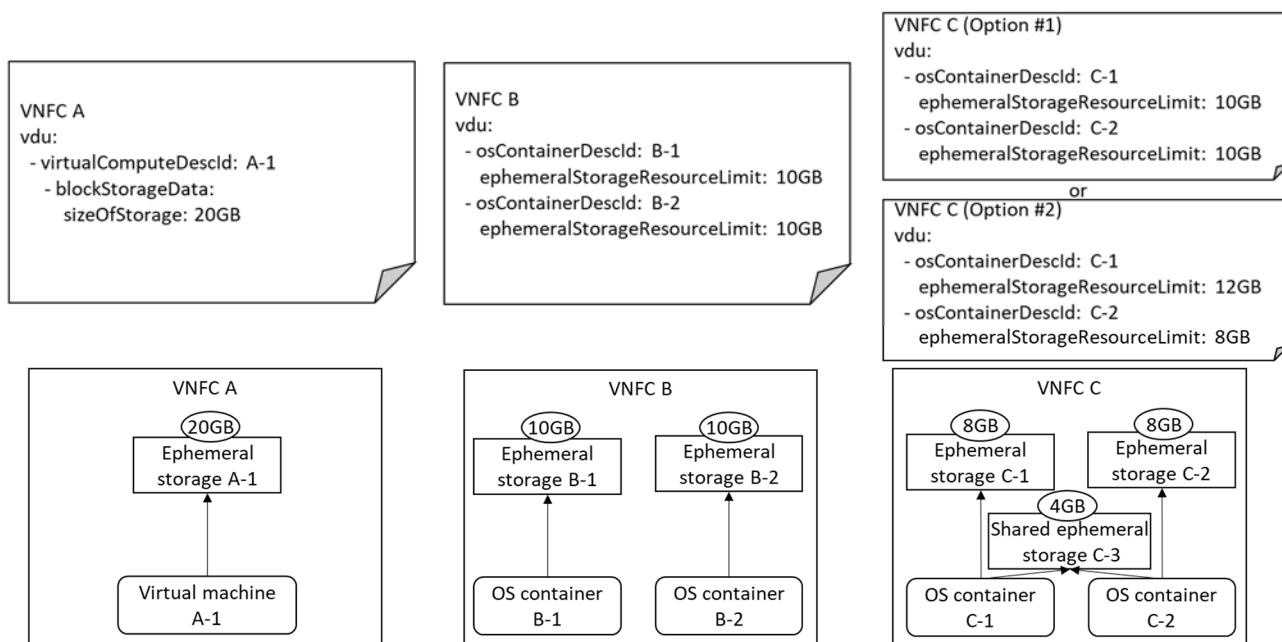 VNFC A
vdu:
- virtualComputeDescId: A-1
- blockStorageData:
sizeOfStorage: 20GB
VNFC B
vdu:
- osContainerDescId: B-1
ephemeralStorageResourceLimit: 10GB
- osContainerDescId: B-2
ephemeralStorageResourceLimit: 10GB
VNFC C (Option #1)
vdu:
- osContainerDescId: C-1
ephemeralStorageResourceLimit: 10GB
- osContainerDescId: C-2
ephemeralStorageResourceLimit: 10GB
or
VNFC C (Option #2)
vdu:
- osContainerDescId: C-1
ephemeralStorageResourceLimit: 12GB
- osContainerDescId: C-2
ephemeralStorageResourceLimit: 8GB
VNFC A
20GB
Ephemeral
storage A-1
Virtual machine
A-1
VNFC B
10GB
Ephemeral
storage B-1
10GB
Ephemeral
storage B-2
OS container
B-1
OS container
B-2
VNFC C
8GB
Ephemeral
storage C-1
8GB
Ephemeral
storage C-2
4GB
Shared ephemeral
storage C-3
OS container
C-1
OS container
C-2